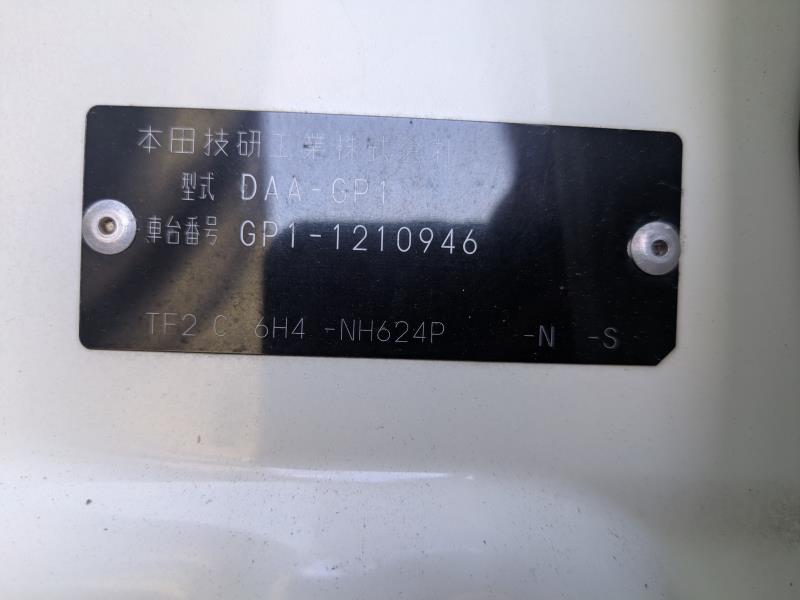 本田技研工業株式会社
型式 DAA-GP1
車台番号 GP1-1210946
TF2 C 6H4 -NH624P -N -S